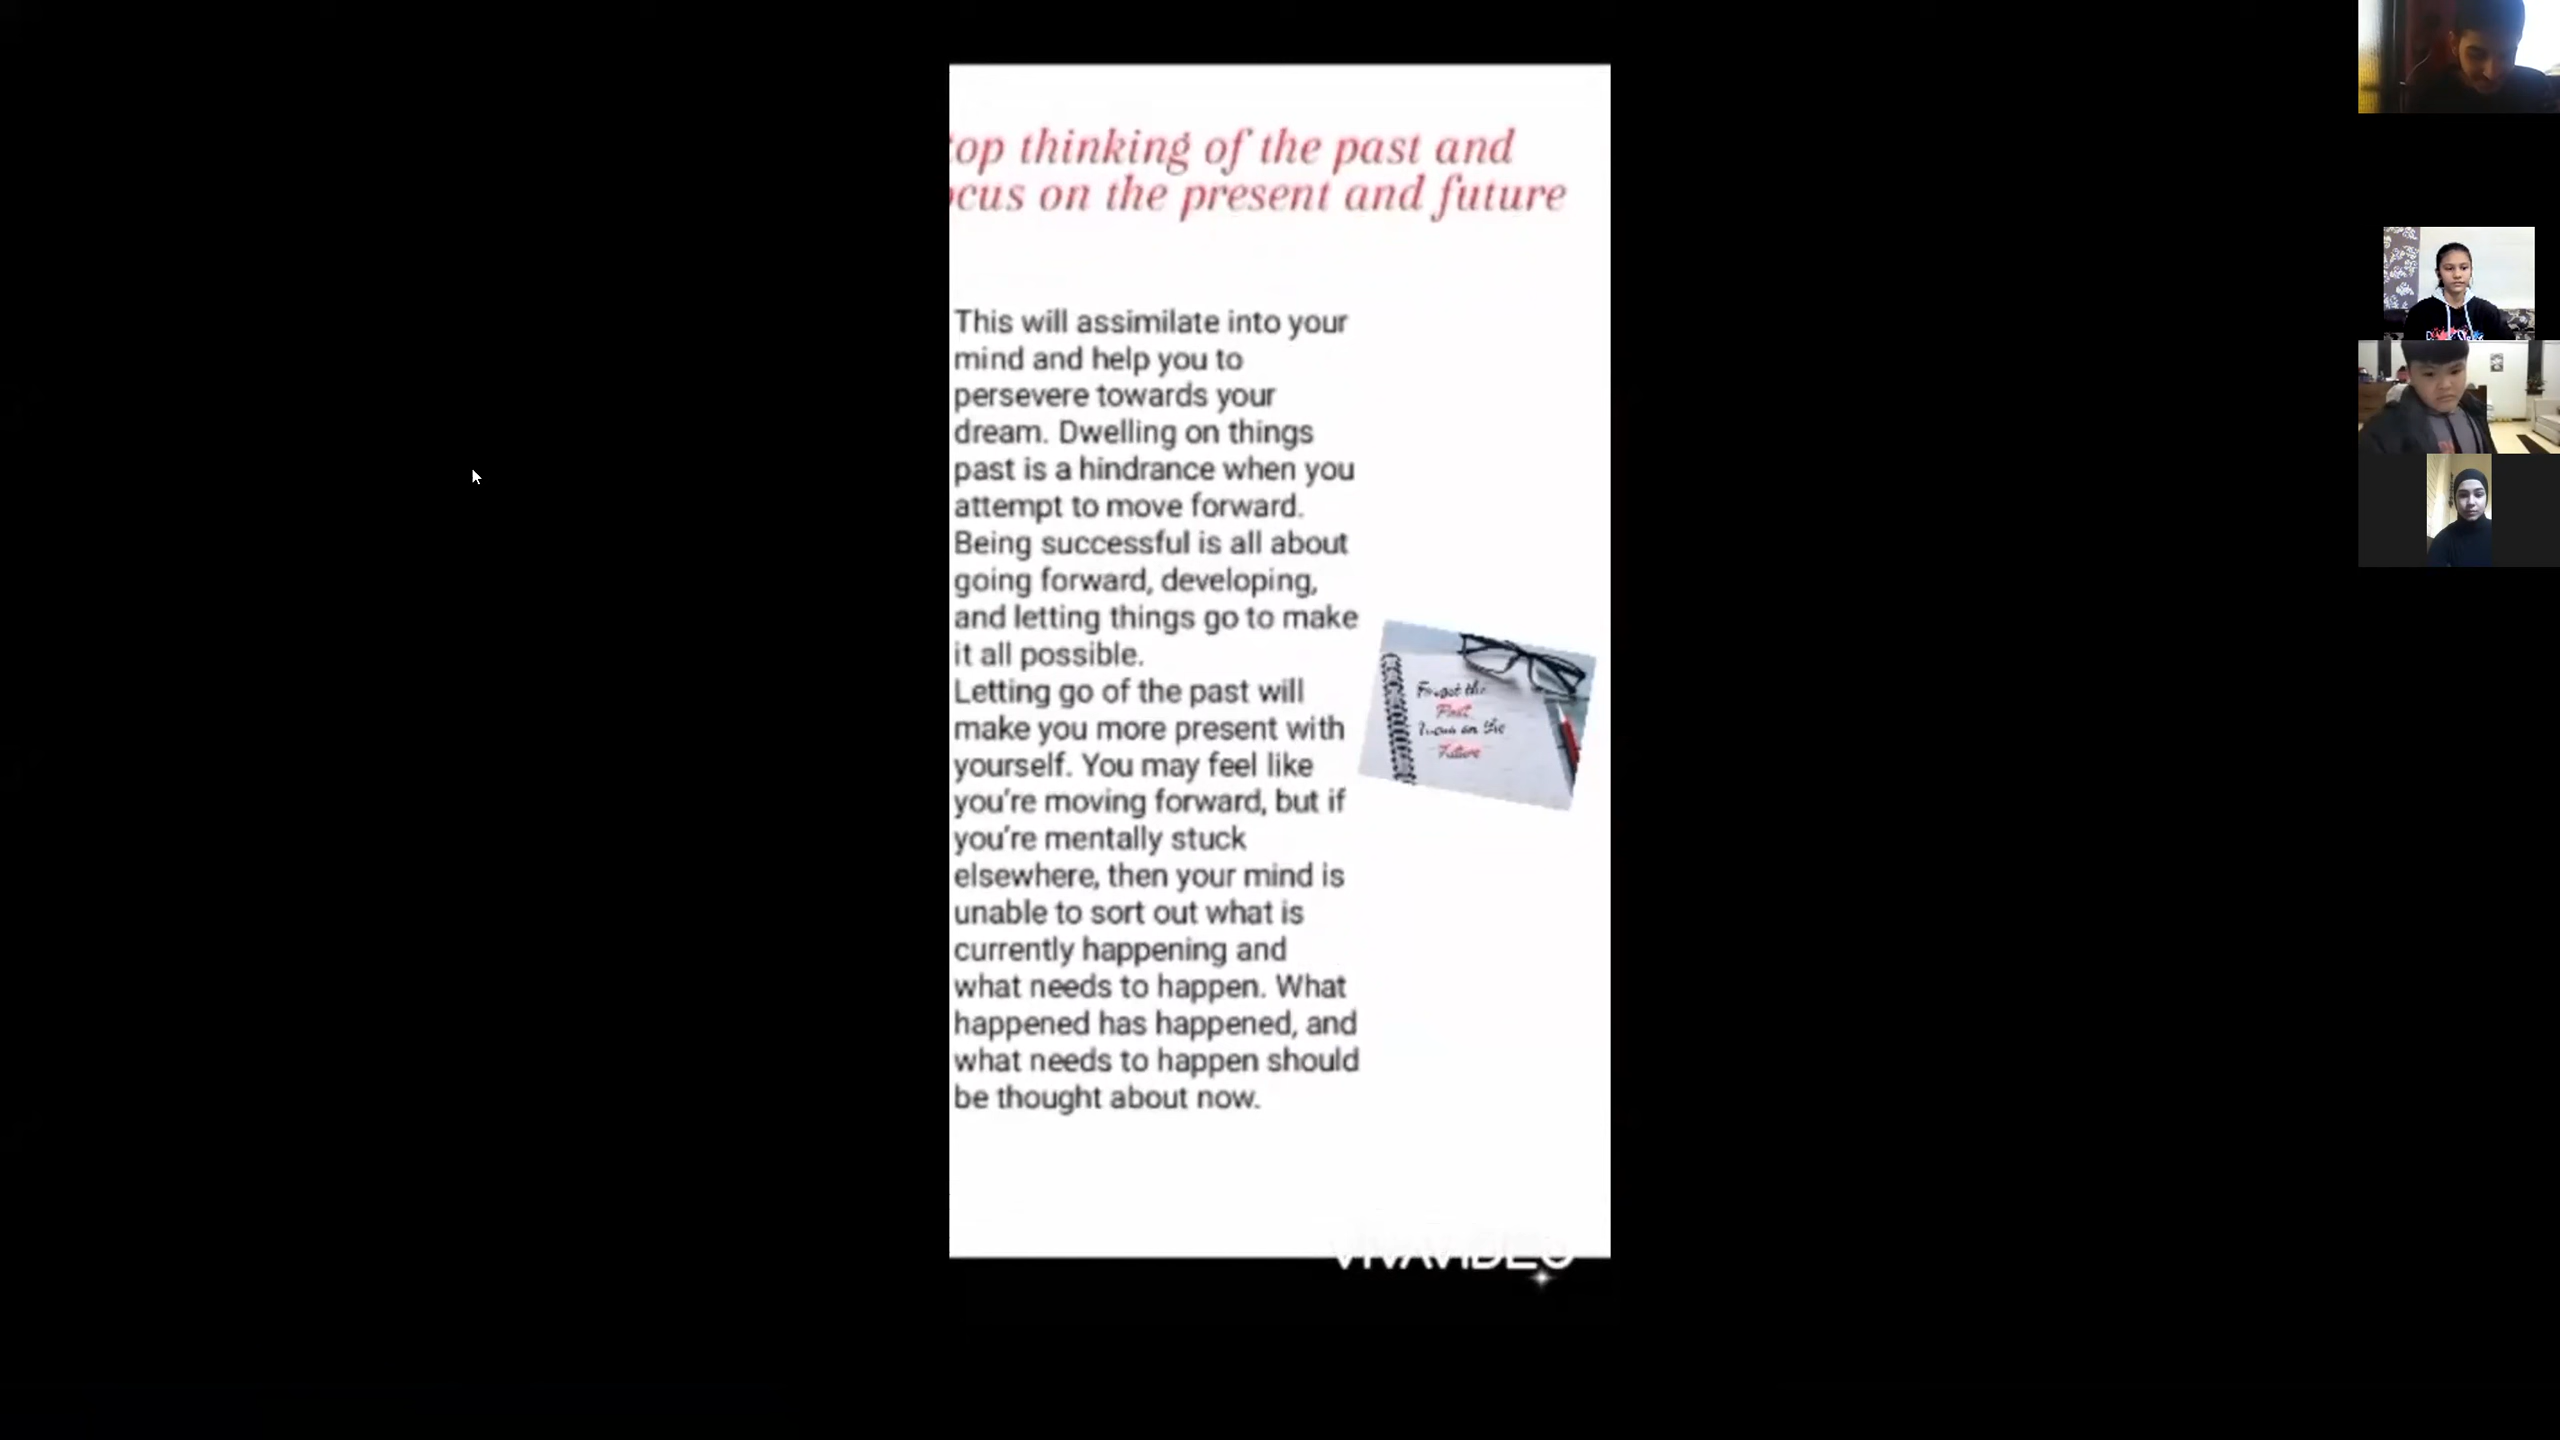 top thinking of the past and
ocus on the present and future
This will assimilate into your
mind and help you to
persevere towards your
dream. Dwelling on things
past is a hindrance when you
attempt to move forward.
Being successful is all about
going forward, developing,
and letting things go to make
it all possible.
Letting go of the past will
make you more present with
yourself. You may feel like
you're moving forward, but if
you're mentally stuck
elsewhere, then your mind is
unable to sort out what is
currently happening and
what needs to happen. What
happened has happened, and
what needs to happen should
be thought about now.
Forget the
Past
Focus on the
Future
VIVAVIDEO